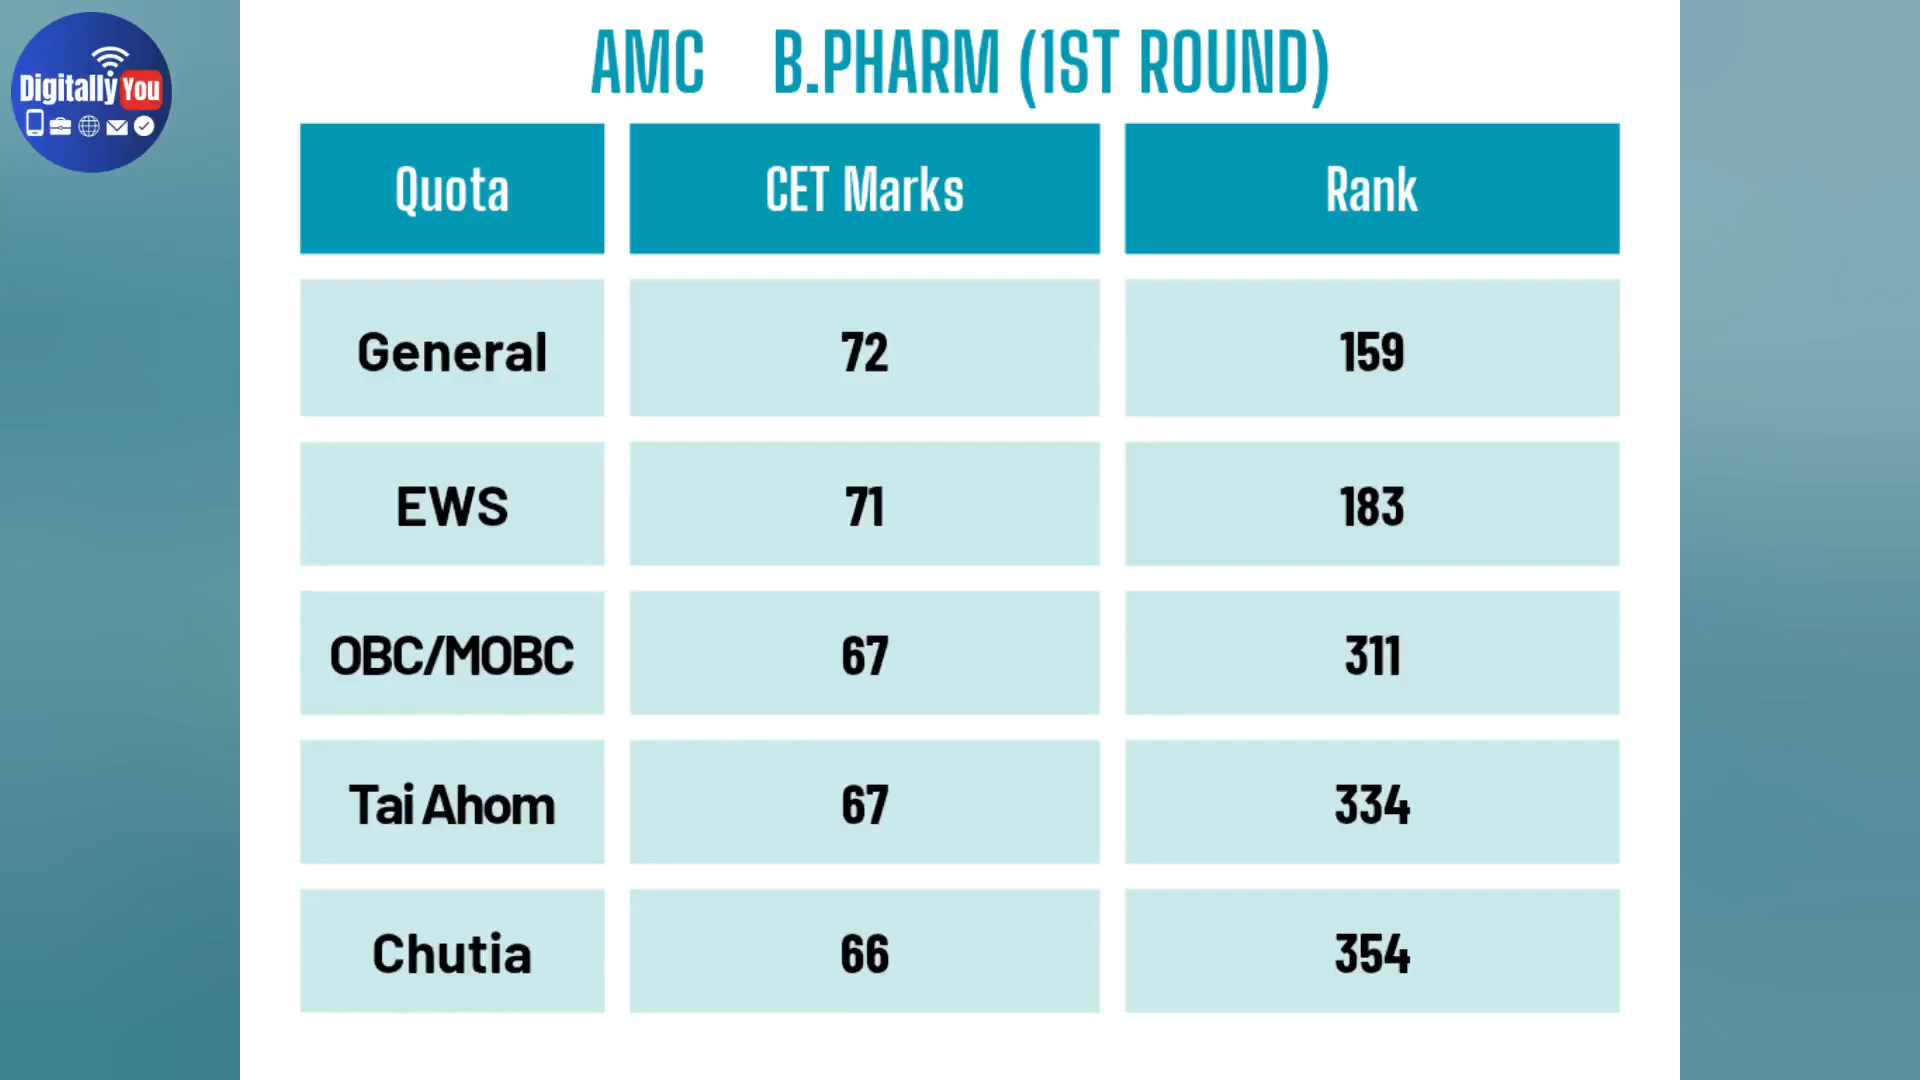 Digitally You
AMC B.PHARM (1ST ROUND)
Quota CET Marks Rank
General 72 159
EWS 71 183
OBC/MOBC 67 311
Tai Ahom 67 334
Chutia 66 354